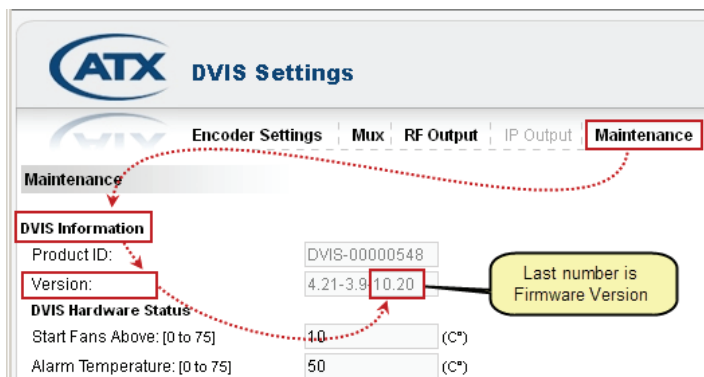 ATX DVIS Settings
Encoder Settings Mux RF Output IP Output Maintenance
Maintenance
DVIS Information
Product ID: DVIS-00000548
Version: 4.21-3.9-10.20
Last number is
Firmware Version
DVIS Hardware Status
Start Fans Above: [0 to 75] 10 (C°)
Alarm Temperature: [0 to 75] 50 (C°)